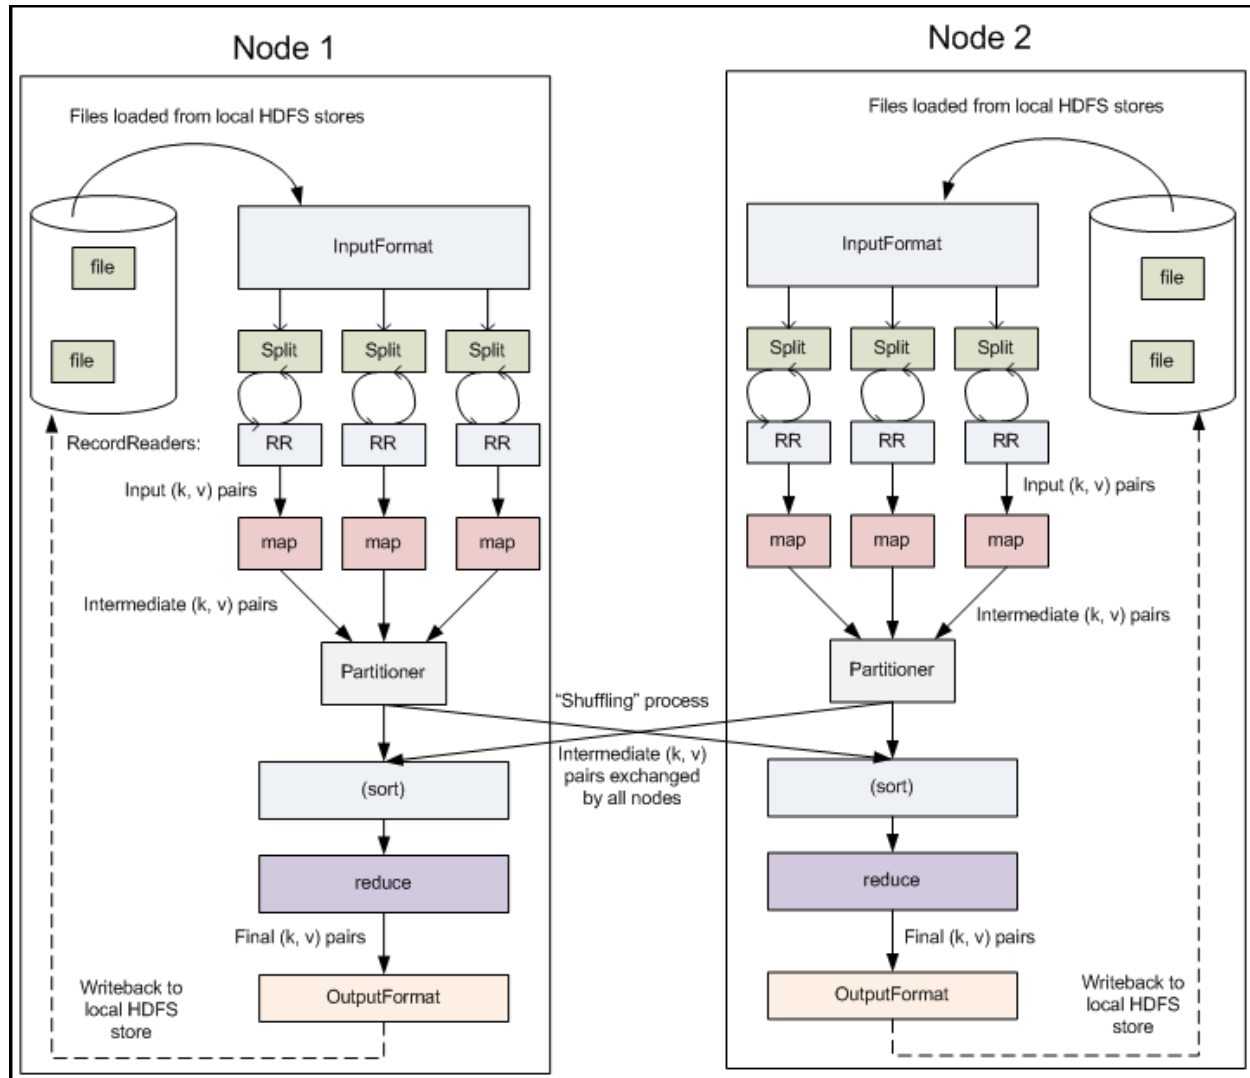 Node 1
Node 2
Files loaded from local HDFS stores
Files loaded from local HDFS stores
file
file
InputFormat
Split
Split
Split
RecordReaders:
RR
RR
RR
Input (k, v) pairs
map
map
map
Intermediate (k, v) pairs
Partitioner
(sort)
reduce
Final (k, v) pairs
OutputFormat
Writeback to
local HDFS
store
“Shuffling” process
Intermediate (k, v)
pairs exchanged
by all nodes
InputFormat
file
file
Split
Split
Split
RR
RR
RR
Input (k, v) pairs
map
map
map
Intermediate (k, v) pairs
Partitioner
(sort)
reduce
Final (k, v) pairs
OutputFormat
Writeback to
local HDFS
store